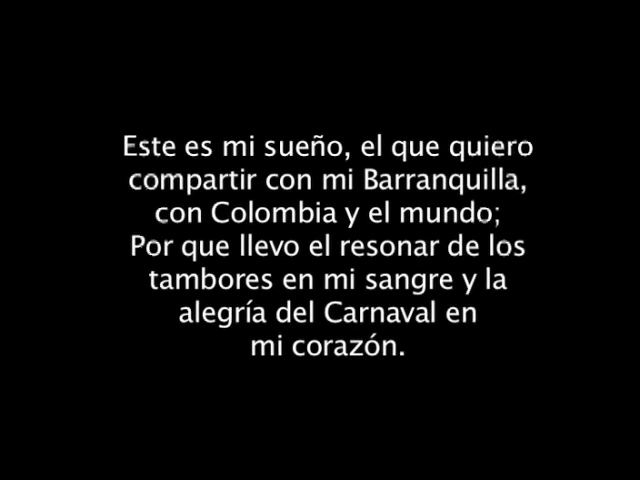 Este es mi sueño, el que quiero
compartir con mi Barranquilla,
con Colombia y el mundo;
Por que llevo el resonar de los
tambores en mi sangre y la
alegría del Carnaval en
mi corazón.